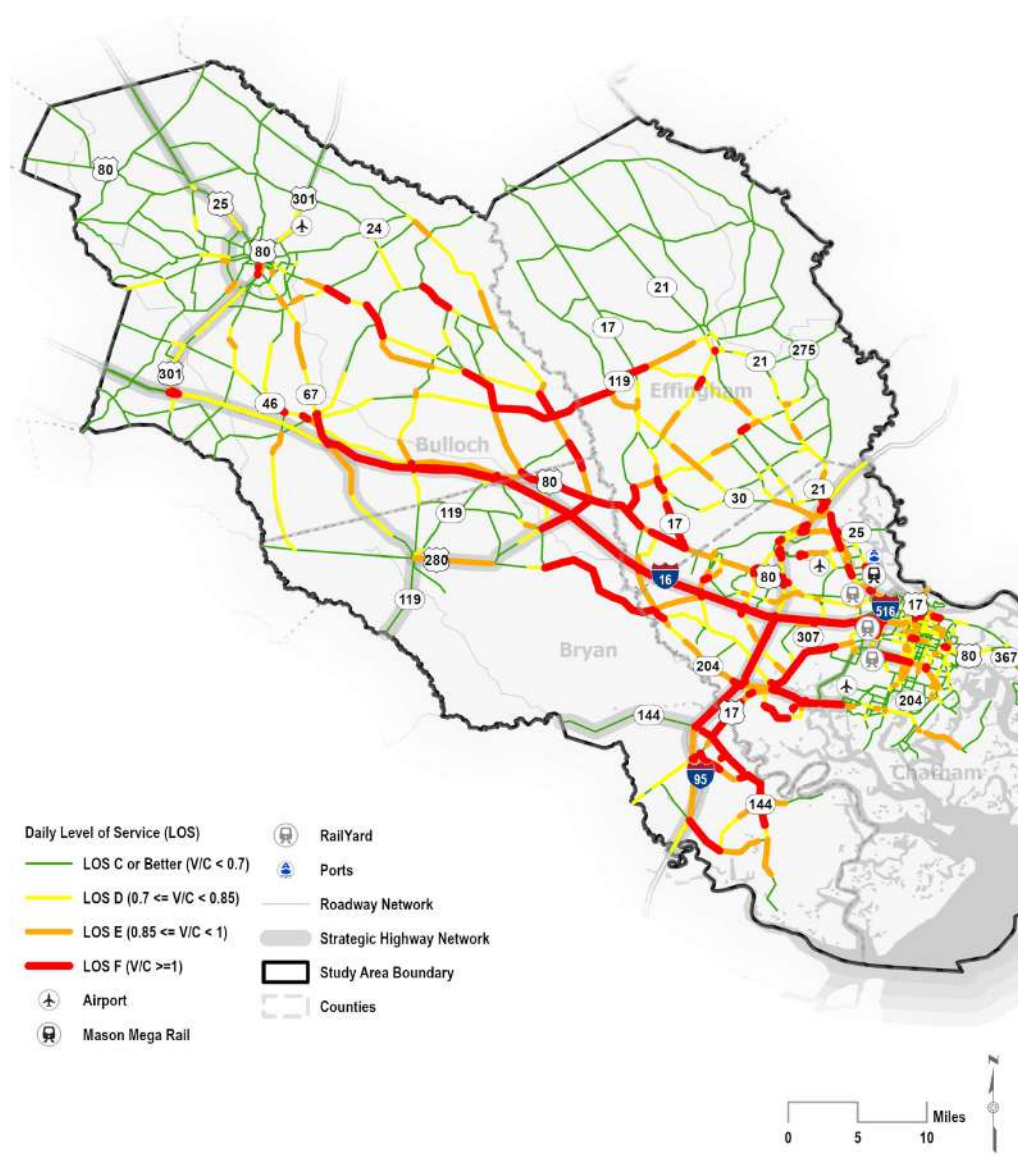 80
25
301
24
80
21
17
275
21
119
Effingham
301
46
67
Bulloch
80
119
30
21
17
25
280
80
16
516
17
119
307
80
367
Bryan
204
204
144
17
Chatham
95
144
Daily Level of Service (LOS)
LOS C or Better (V/C < 0.7)
LOS D (0.7 <= V/C < 0.85)
LOS E (0.85 <= V/C < 1)
LOS F (V/C >=1)
Airport
Mason Mega Rail
RailYard
Ports
Roadway Network
Strategic Highway Network
Study Area Boundary
Counties
N
Miles
0 5 10